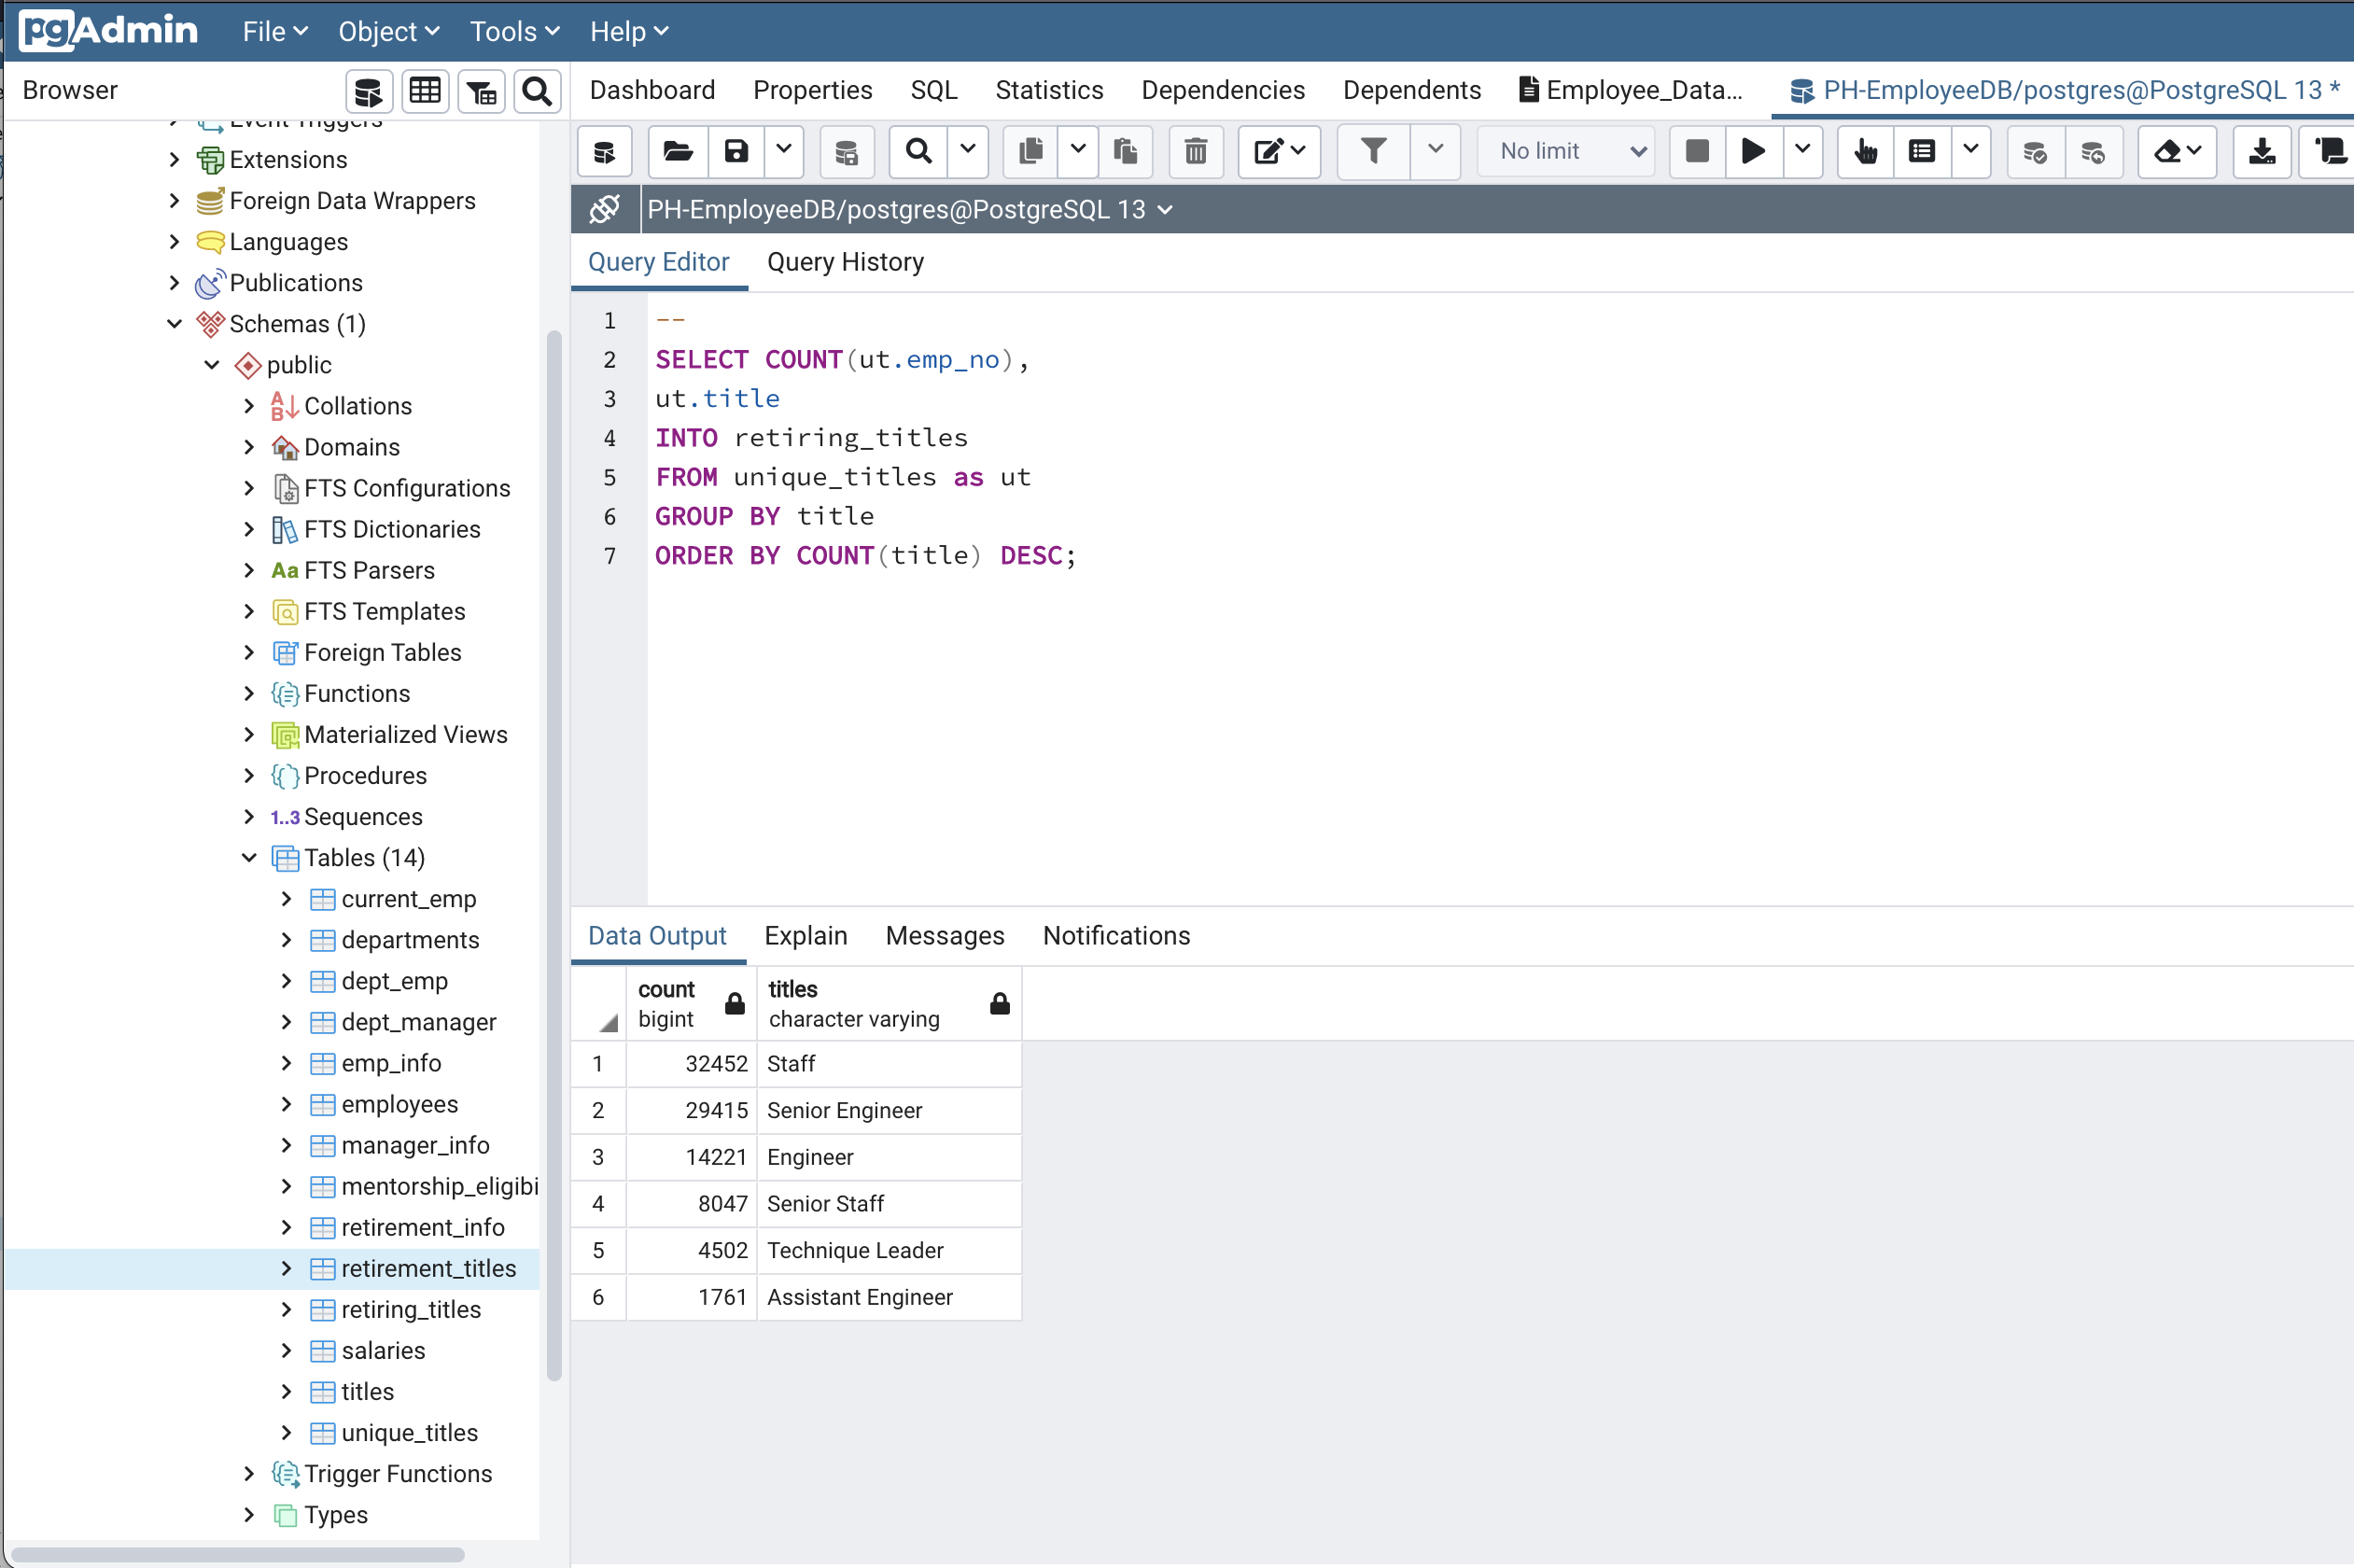 pgAdmin File Object Tools Help
Browser
Dashboard Properties SQL Statistics Dependencies Dependents Employee_Data... PH-EmployeeDB/postgres@PostgreSQL 13 *
No limit
PH-EmployeeDB/postgres@PostgreSQL 13
Query Editor Query History
Event Triggers
Extensions
Foreign Data Wrappers
Languages
Publications
Schemas (1)
public
Collations
Domains
FTS Configurations
FTS Dictionaries
Aa FTS Parsers
FTS Templates
Foreign Tables
Functions
Materialized Views
Procedures
1..3 Sequences
Tables (14)
current_emp
departments
dept_emp
dept_manager
emp_info
employees
manager_info
mentorship_eligibi
retirement_info
retirement_titles
retiring_titles
salaries
titles
unique_titles
Trigger Functions
Types
1 --
2 SELECT COUNT(ut.emp_no),
3 ut.title
4 INTO retiring_titles
5 FROM unique_titles as ut
6 GROUP BY title
7 ORDER BY COUNT(title) DESC;
Data Output Explain Messages Notifications
count titles
bigint character varying
1 32452 Staff
2 29415 Senior Engineer
3 14221 Engineer
4 8047 Senior Staff
5 4502 Technique Leader
6 1761 Assistant Engineer